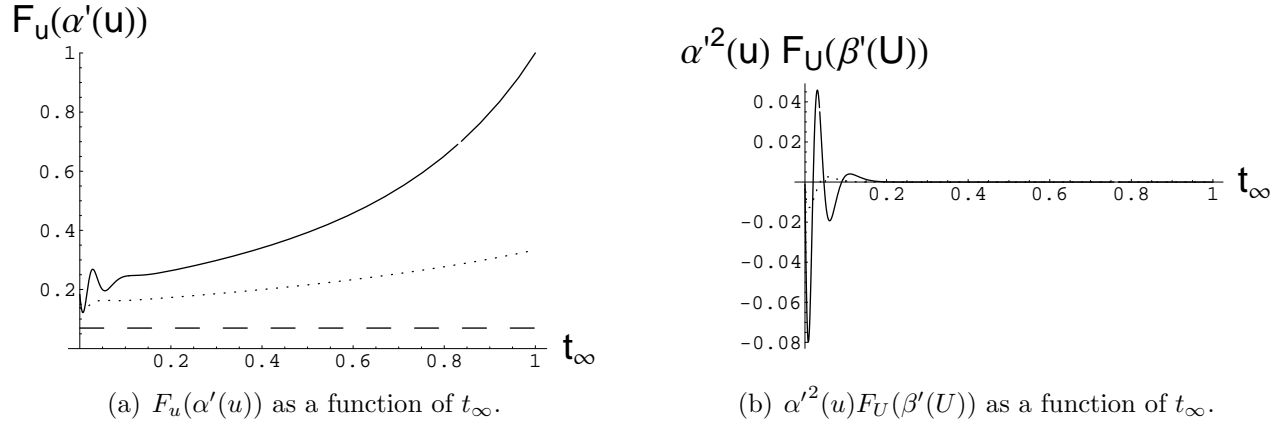 F_u(α'(u))
1
0.8
0.6
0.4
0.2
0.2 0.4 0.6 0.8 1
t_∞
(a) F_u(α'(u)) as a function of t_∞.
α'^2(u) F_U(β'(U))
0.04
0.02
0.2 0.4 0.6 0.8 1
t_∞
-0.02
-0.04
-0.06
-0.08
(b) α'^2(u)F_U(β'(U)) as a function of t_∞.